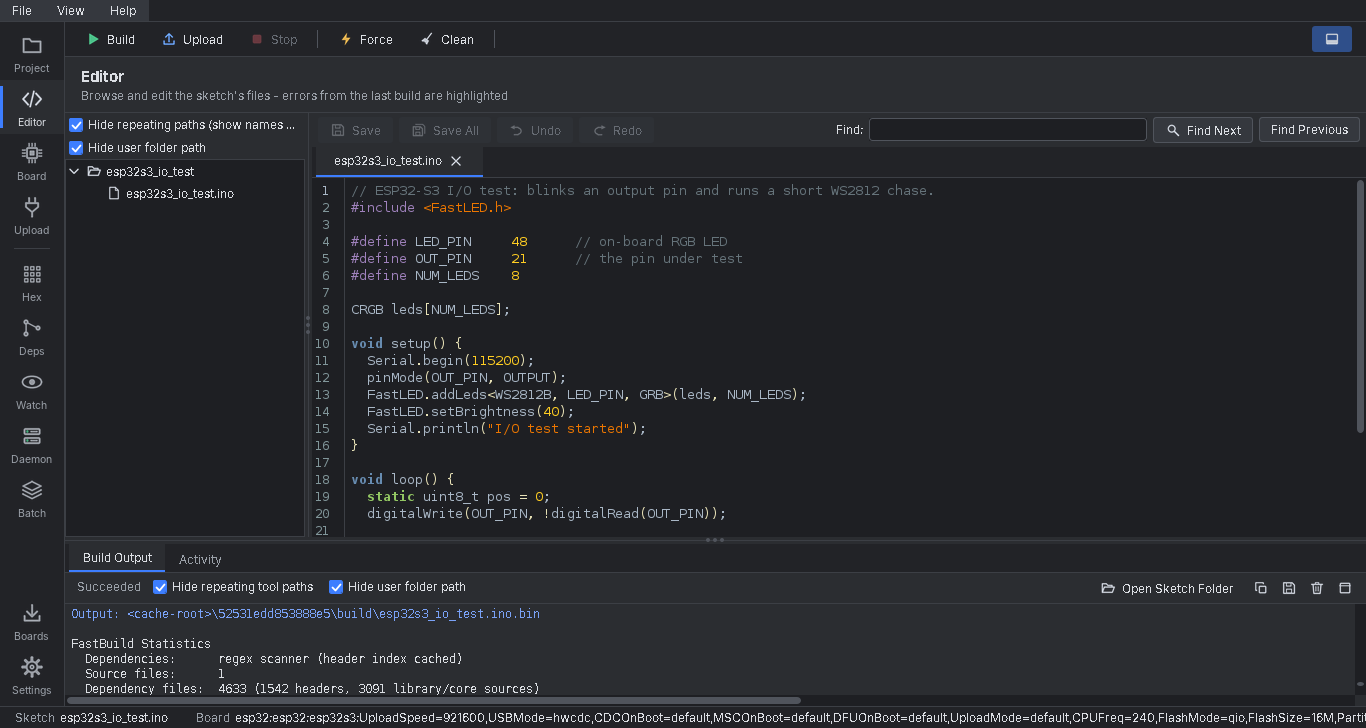 File View Help
Build Upload Stop Force Clean
Project
Editor
Board
Upload
Hex
Deps
Watch
Daemon
Batch
Boards
Settings
Editor
Browse and edit the sketch's files – errors from the last build are highlighted
Hide repeating paths (show names ...
Hide user folder path
esp32s3_io_test
esp32s3_io_test.ino
Save Save All Undo Redo Find: Find Next Find Previous
esp32s3_io_test.ino
1 // ESP32-S3 I/O test: blinks an output pin and runs a short WS2812 chase.
2 #include <FastLED.h>
3
4 #define LED_PIN 48 // on-board RGB LED
5 #define OUT_PIN 21 // the pin under test
6 #define NUM_LEDS 8
7
8 CRGB leds[NUM_LEDS];
9
10 void setup() {
11 Serial.begin(115200);
12 pinMode(OUT_PIN, OUTPUT);
13 FastLED.addLeds<WS2812B, LED_PIN, GRB>(leds, NUM_LEDS);
14 FastLED.setBrightness(40);
15 Serial.println("I/O test started");
16 }
17
18 void loop() {
19 static uint8_t pos = 0;
20 digitalWrite(OUT_PIN, !digitalRead(OUT_PIN));
21
Build Output Activity
Succeeded Hide repeating tool paths Hide user folder path Open Sketch Folder
Output: <cache-root>\52531edd853888e5\build\esp32s3_io_test.ino.bin
FastBuild Statistics
Dependencies: regex scanner (header index cached)
Source files: 1
Dependency files: 4633 (1542 headers, 3091 library/core sources)
Sketch esp32s3_io_test.ino Board esp32:esp32:esp32s3:UploadSpeed=921600,USBMode=hwcdc,CDCOnBoot=default,MSCOnBoot=default,DFUOnBoot=default,UploadMode=default,CPUFreq=240,FlashMode=qio,FlashSize=16M,Parti